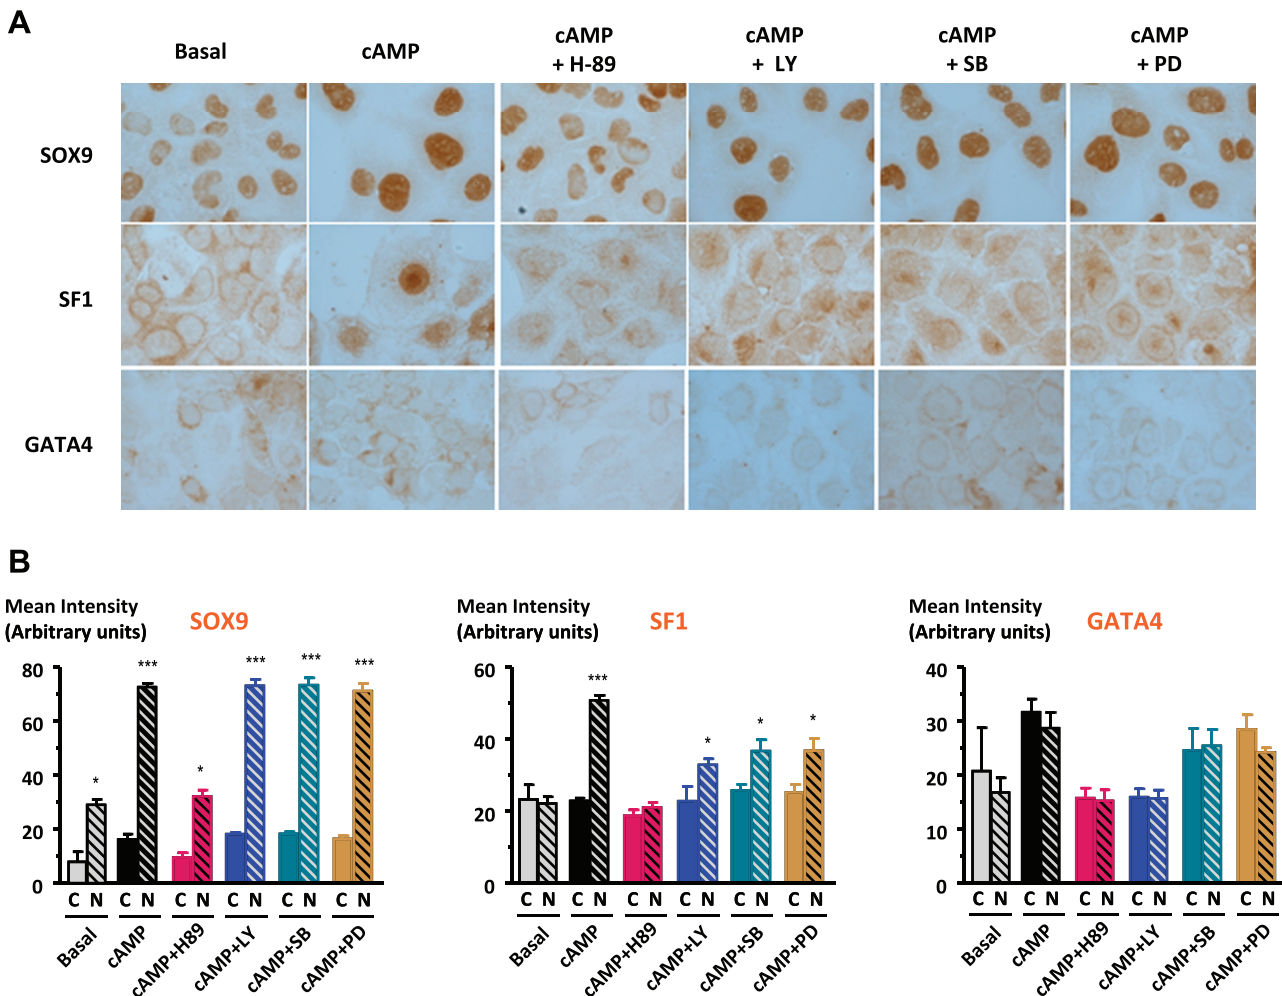 A
Basal
cAMP
cAMP
+ H-89
cAMP
+ LY
cAMP
+ SB
cAMP
+ PD
SOX9
SF1
GATA4
B
Mean Intensity
(Arbitrary units)
SOX9
80
60
40
20
0
*
***
*
***
***
***
C N C N C N C N C N C N
Basal
cAMP
cAMP+H89
cAMP+LY
cAMP+SB
cAMP+PD
Mean Intensity
(Arbitrary units)
SF1
60
40
20
0
***
*
*
*
C N C N C N C N C N C N
Basal
cAMP
cAMP+H89
cAMP+LY
cAMP+SB
cAMP+PD
Mean Intensity
(Arbitrary units)
GATA4
40
30
20
10
0
C N C N C N C N C N C N
Basal
cAMP
cAMP+H89
cAMP+LY
cAMP+SB
cAMP+PD